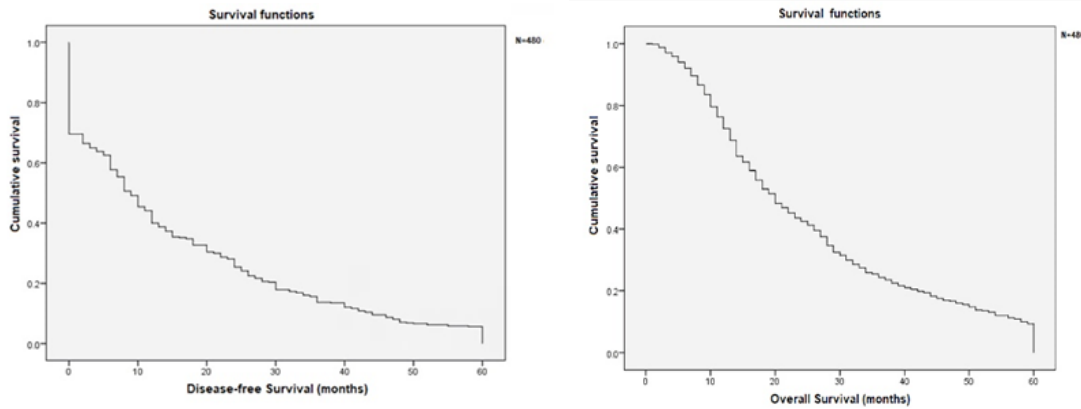 Survival functions
N=480
1.0
0.8
0.6
0.4
0.2
0.0
Cumulative survival
0 10 20 30 40 50 60
Disease-free Survival (months)
Survival functions
N=48
1.0
0.8
0.6
0.4
0.2
0.0
Cumulative survival
0 10 20 30 40 50 60
Overall Survival (months)